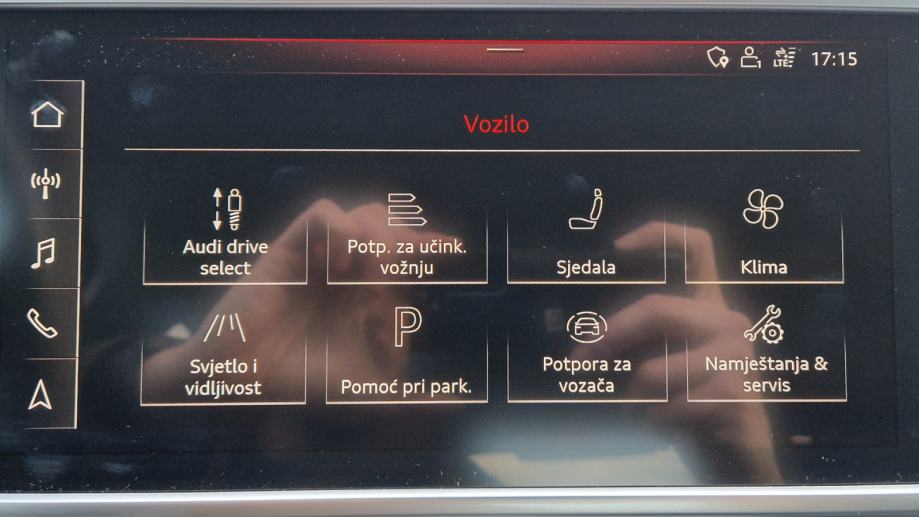 LTE 17:15
Vozilo
Audi drive
select
Potp. za učink.
vožnju
Sjedala
Klima
Svjetlo i
vidljivost
P
Pomoć pri park.
Potpora za
vozača
Namještanja &
servis